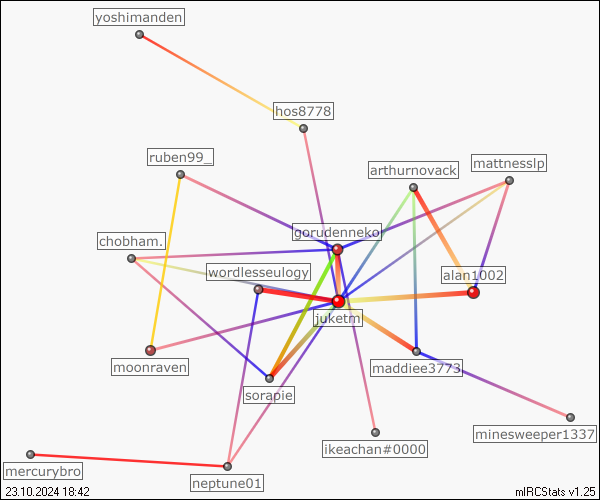 yoshimanden
hos8778
ruben99_
arthurnovack
mattnesslp
gorudenneko
chobham.
wordlesseulogy
alan1002
juketm
moonraven
maddiee3773
sorapie
minesweeper1337
ikeachan#0000
mercurybro
neptune01
23.10.2024 18:42
mIRCStats v1.25